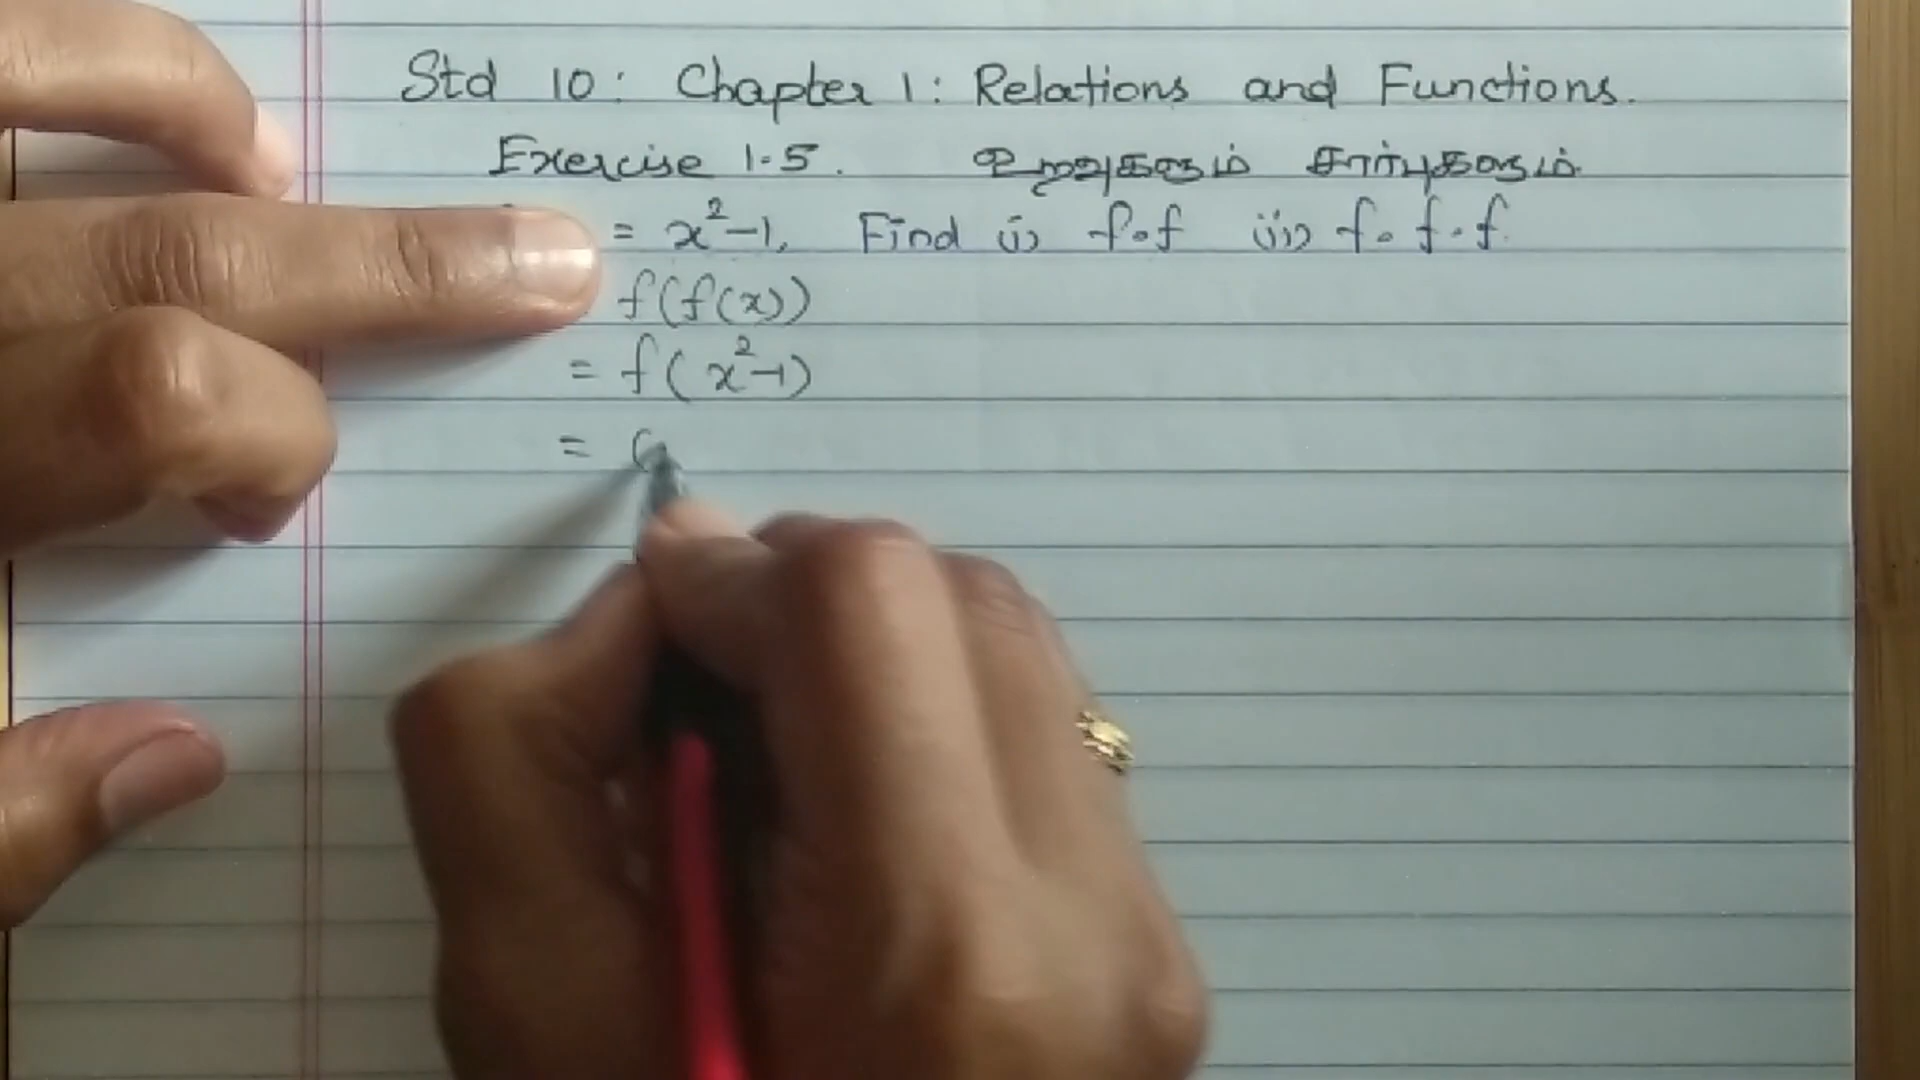 Std 10: Chapter 1: Relations and Functions.
Exercise 1.5. உறவுகளும் சார்புகளும்
= x²-1, Find (i) f∘f (ii) f∘f∘f.
f(f(x))
= f(x²-1)
= (